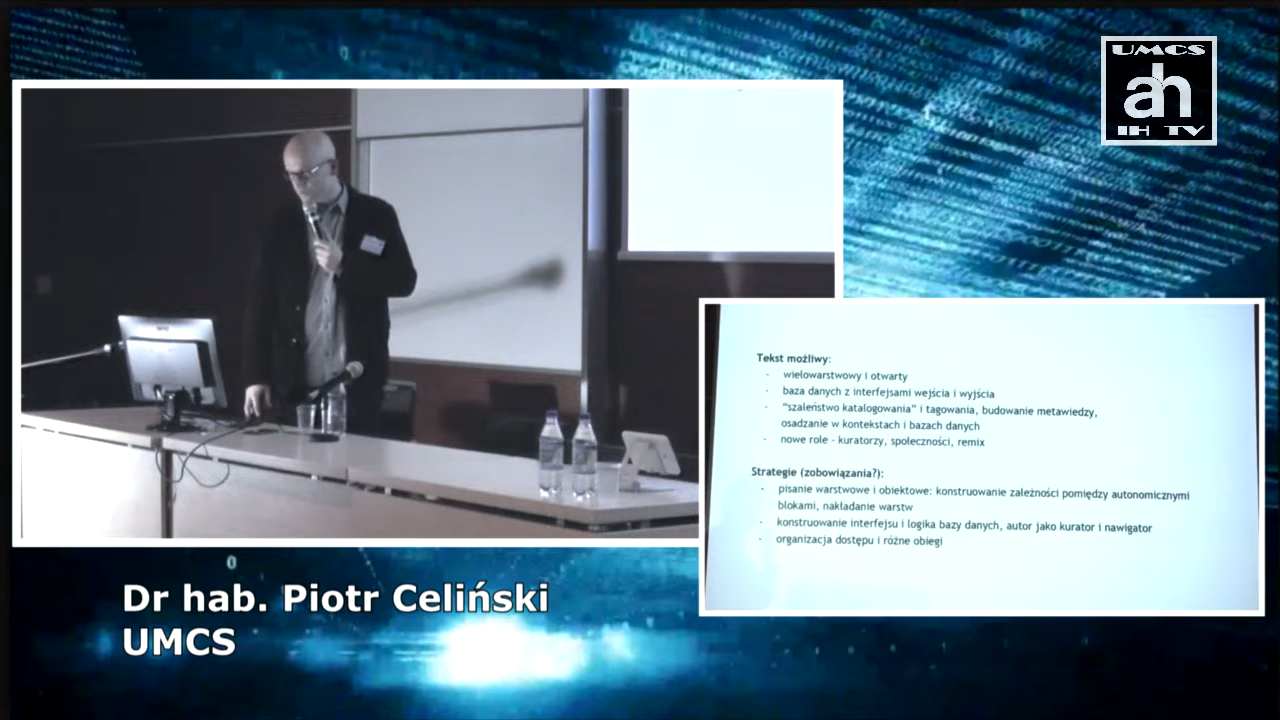 UMCS
ah
IH TV
Tekst możliwy:
- wielowarstwowy i otwarty
- baza danych z interfejsami wejścia i wyjścia
- "szaleństwo katalogowania" i tagowania, budowanie metawiedzy,
osadzanie w kontekstach i bazach danych
- nowe role - kuratorzy, społeczności, remix
Strategie (zobowiązania?):
- pisanie warstwowe i obiektowe: konstruowanie zależności pomiędzy autonomicznymi
blokami, nakładanie warstw
- konstruowanie interfejsu i logika bazy danych, autor jako kurator i nawigator
- organizacja dostępu i różne obiegi
Dr hab. Piotr Celiński
UMCS